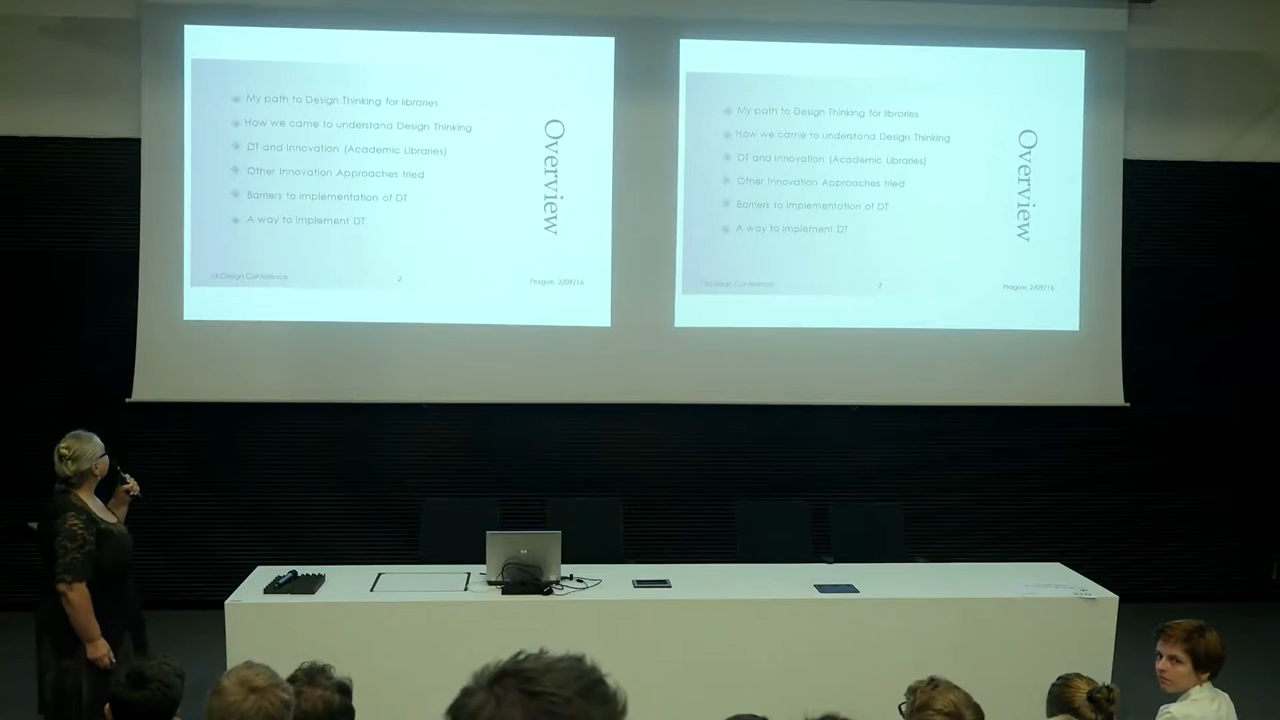 My path to Design Thinking for libraries
How we came to understand Design Thinking
DT and Innovation (Academic Libraries)
Other Innovation Approaches tried
Barriers to implementation of DT
A way to implement DT
Overview
LibDesign Conference
2
Prague, 2/09/16
My path to Design Thinking for libraries
How we came to understand Design Thinking
DT and Innovation (Academic Libraries)
Other Innovation Approaches tried
Barriers to implementation of DT
A way to implement DT
Overview
LibDesign Conference
2
Prague, 2/09/16